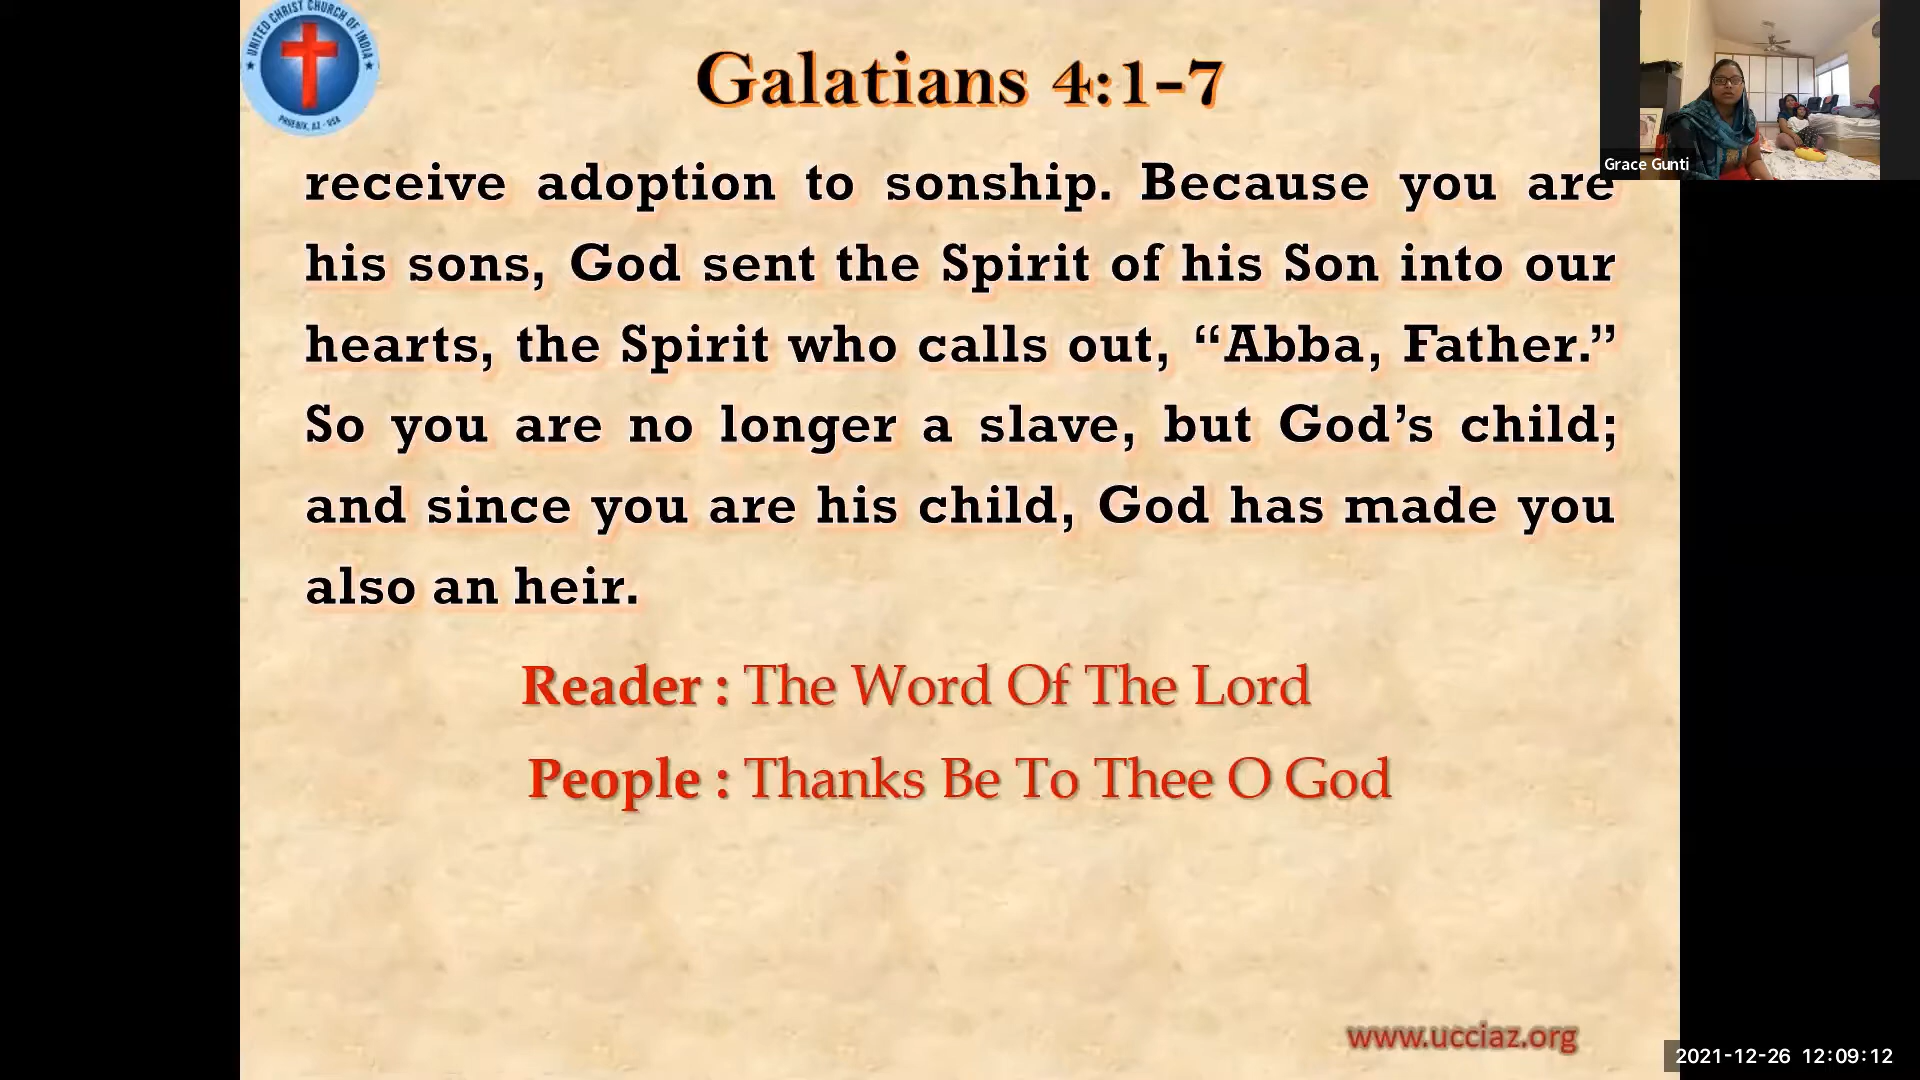 UNITED CHRIST CHURCH OF INDIA
PHOENIX, AZ - USA
Galatians 4:1-7
Grace Gunti
receive adoption to sonship. Because you are
his sons, God sent the Spirit of his Son into our
hearts, the Spirit who calls out, “Abba, Father.”
So you are no longer a slave, but God’s child;
and since you are his child, God has made you
also an heir.
Reader : The Word Of The Lord
People : Thanks Be To Thee O God
www.ucciaz.org
2021-12-26 12:09:12